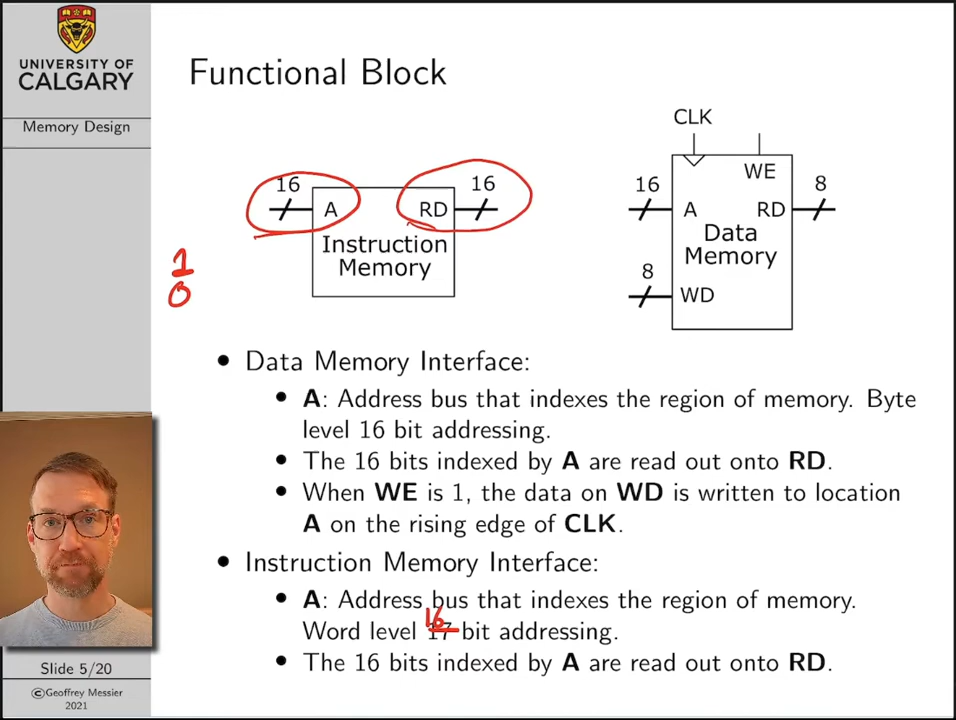 UNIVERSITY OF
CALGARY
Memory Design
Functional Block
CLK
16
A
RD
16
Instruction
Memory
1
0
WE
16
A
RD
8
Data
Memory
8
WD
• Data Memory Interface:
• A: Address bus that indexes the region of memory. Byte
level 16 bit addressing.
• The 16 bits indexed by A are read out onto RD.
• When WE is 1, the data on WD is written to location
A on the rising edge of CLK.
• Instruction Memory Interface:
• A: Address bus that indexes the region of memory.
16
Word level 17 bit addressing.
• The 16 bits indexed by A are read out onto RD.
Slide 5/20
©Geoffrey Messier
2021